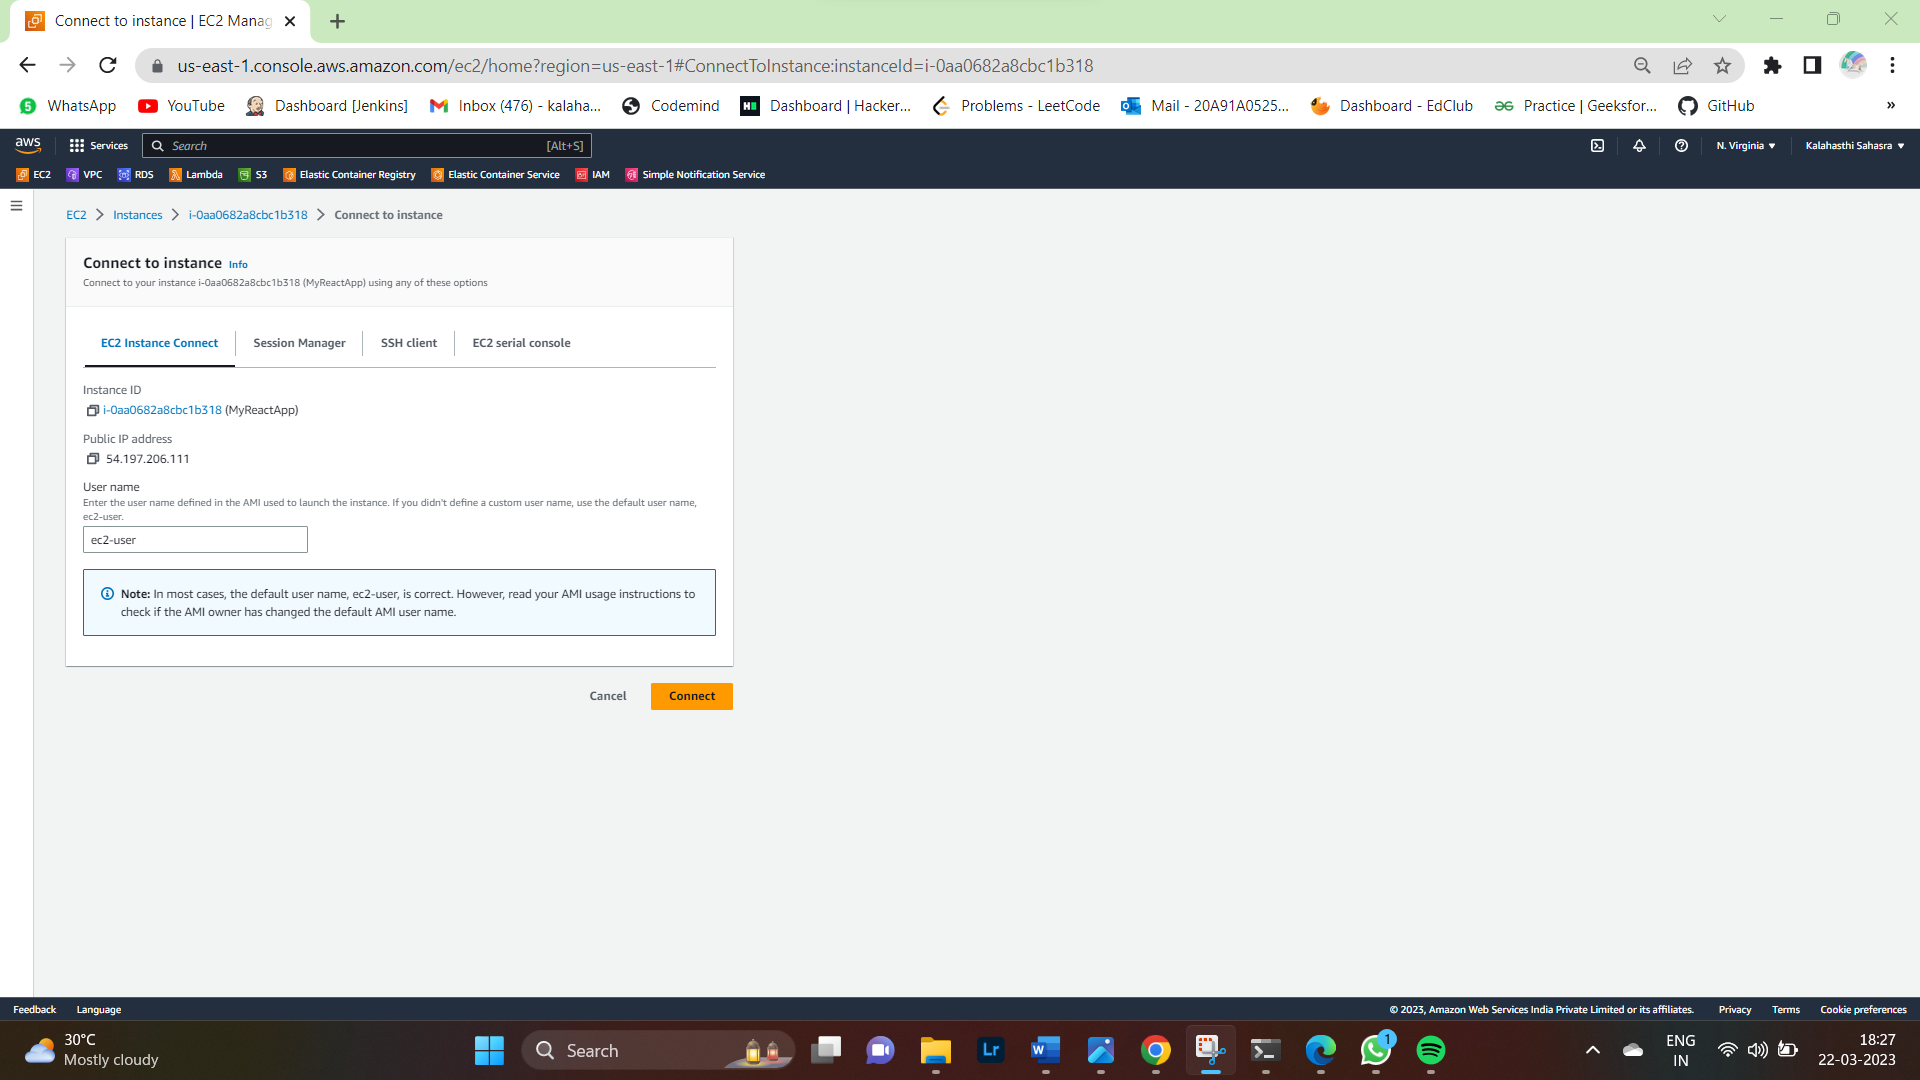 Connect to instance | EC2 Manag
us-east-1.console.aws.amazon.com/ec2/home?region=us-east-1#ConnectToInstance:instanceId=i-0aa0682a8cbc1b318
5 WhatsApp YouTube Dashboard [Jenkins] Inbox (476) - kalaha... Codemind Dashboard | Hacker... Problems - LeetCode Mail - 20A91A0525... Dashboard - EdClub Practice | Geeksfor... GitHub »
aws Services Search [Alt+S] N. Virginia Kalahasthi Sahasra
EC2 VPC RDS Lambda S3 Elastic Container Registry Elastic Container Service IAM Simple Notification Service
EC2 > Instances > i-0aa0682a8cbc1b318 > Connect to instance
Connect to instance Info
Connect to your instance i-0aa0682a8cbc1b318 (MyReactApp) using any of these options
EC2 Instance Connect Session Manager SSH client EC2 serial console
Instance ID
i-0aa0682a8cbc1b318 (MyReactApp)
Public IP address
54.197.206.111
User name
Enter the user name defined in the AMI used to launch the instance. If you didn't define a custom user name, use the default user name,
ec2-user.
ec2-user
Note: In most cases, the default user name, ec2-user, is correct. However, read your AMI usage instructions to
check if the AMI owner has changed the default AMI user name.
Cancel Connect
Feedback Language © 2023, Amazon Web Services India Private Limited or its affiliates. Privacy Terms Cookie preferences
30°C
Mostly cloudy
Search
Lr
W
1
ENG
IN
18:27
22-03-2023